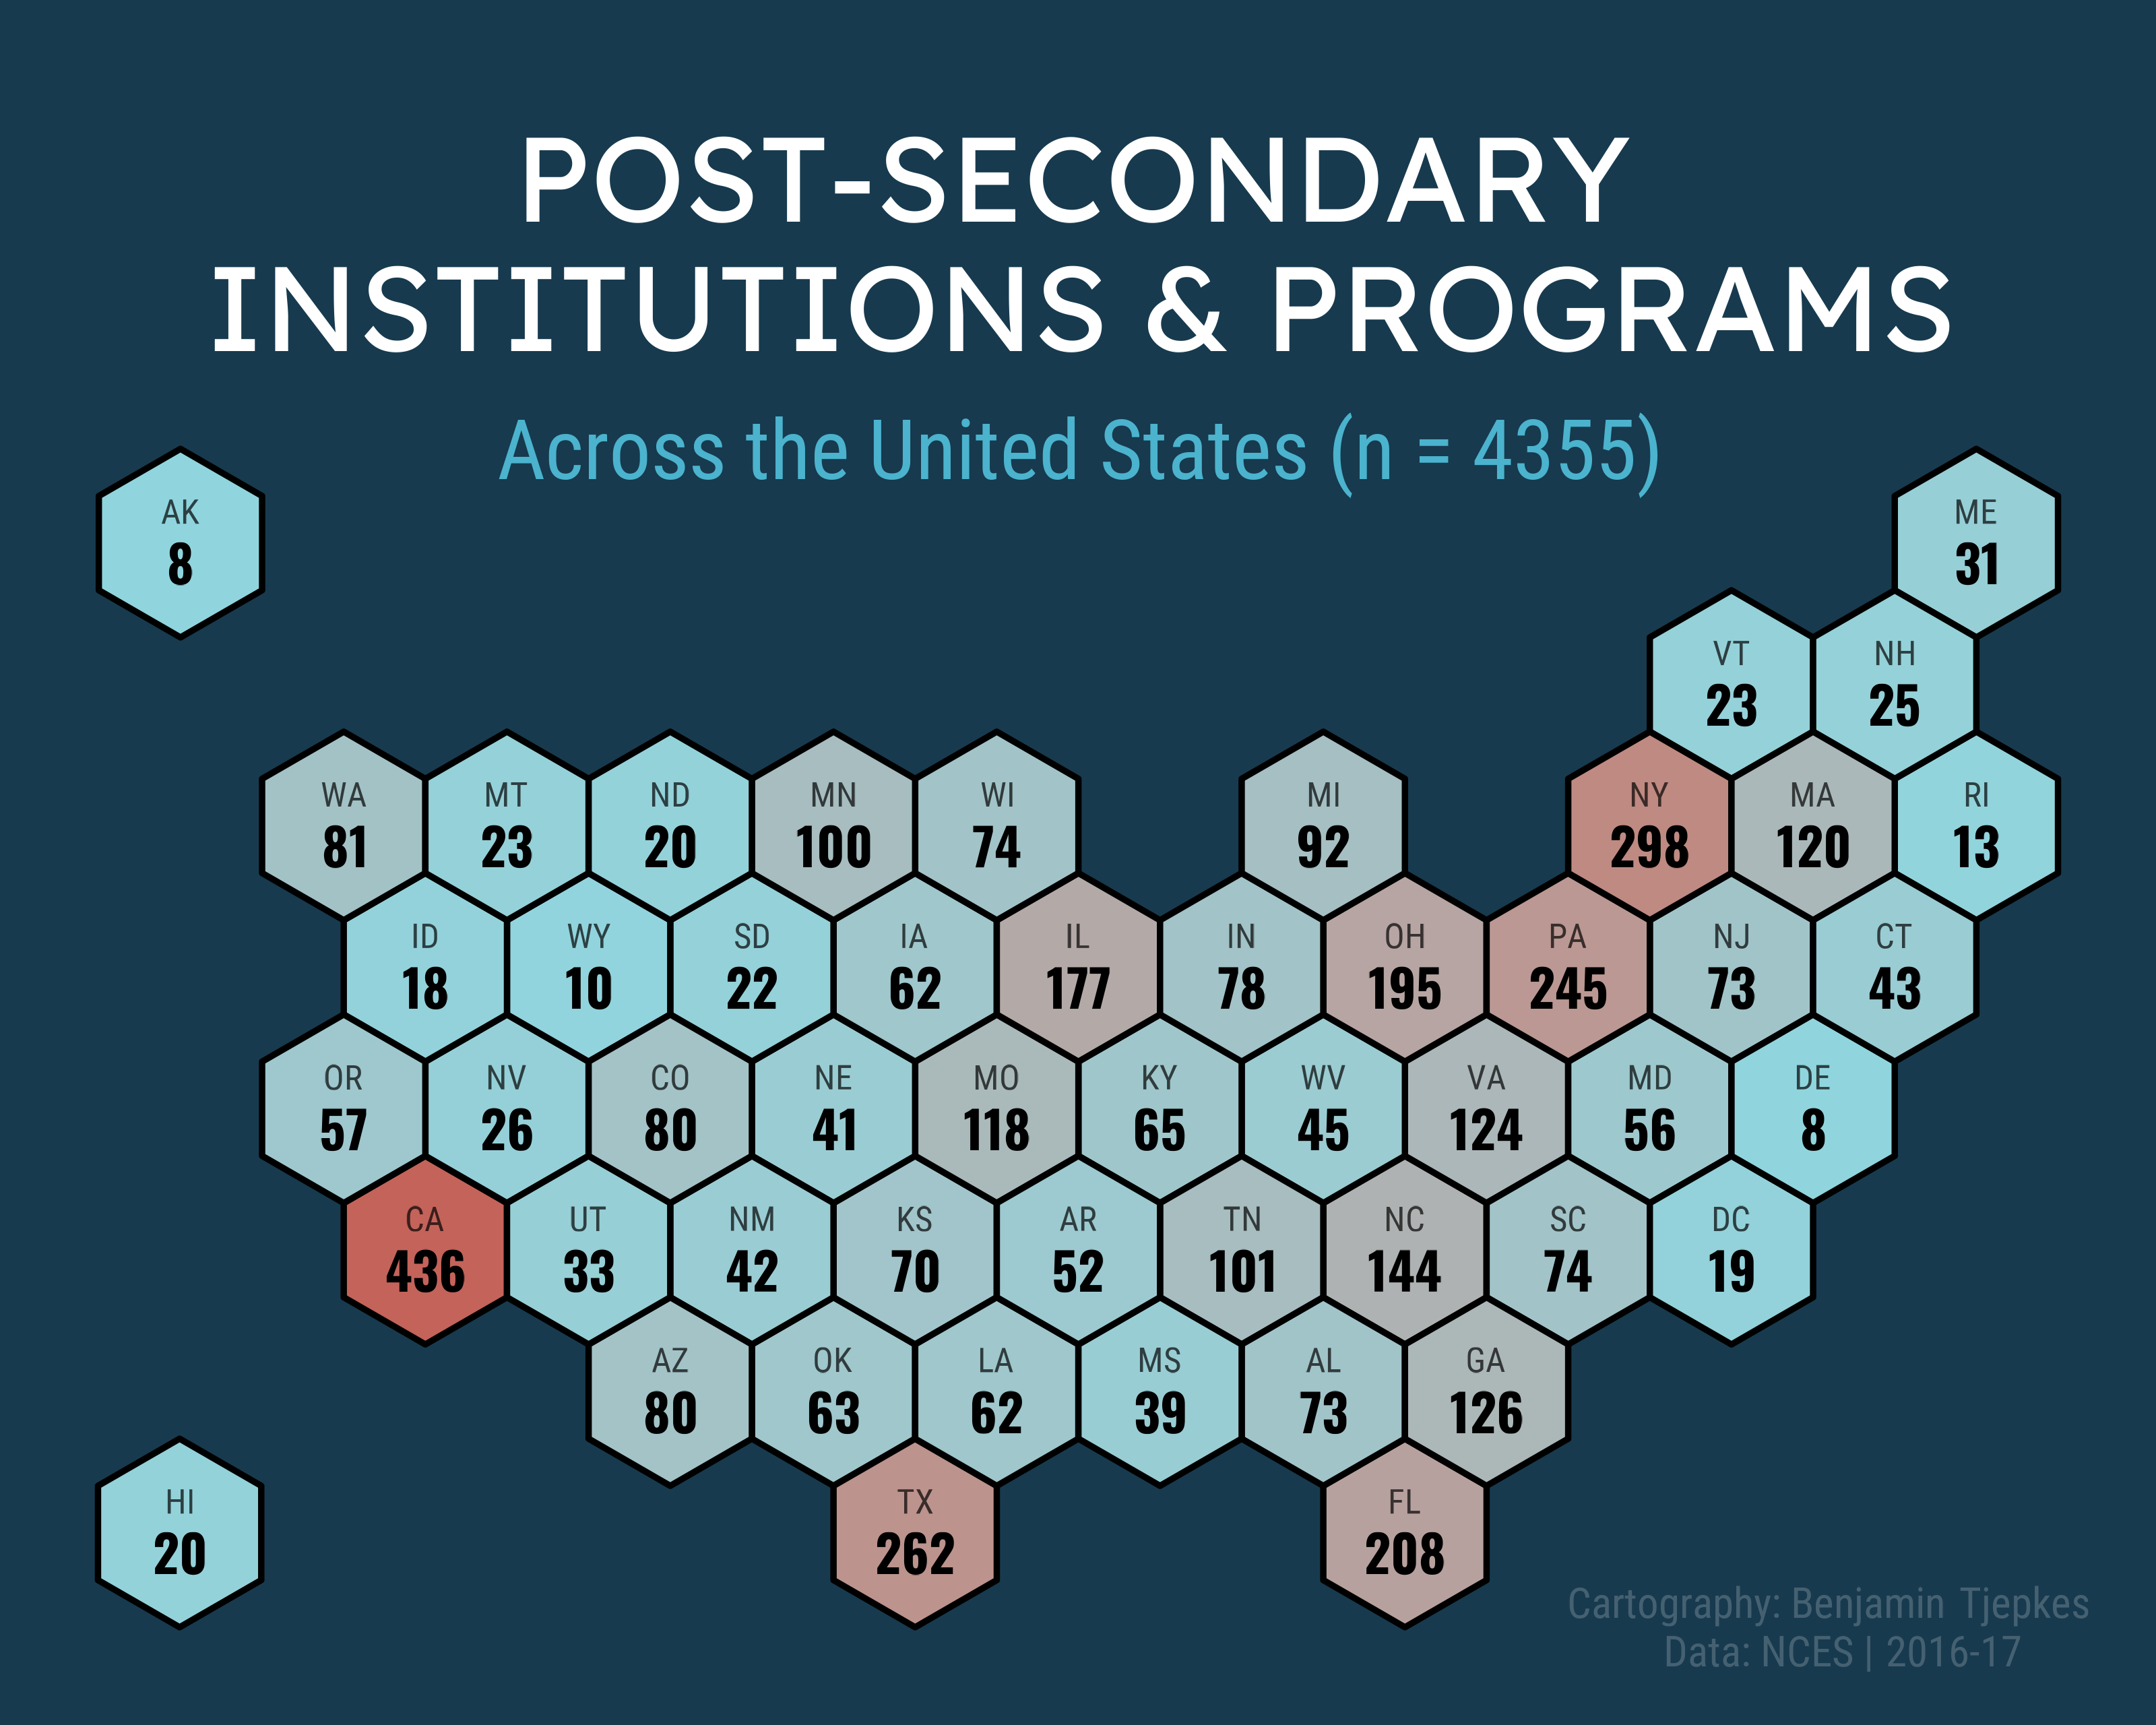 POST-SECONDARY
INSTITUTIONS & PROGRAMS
Across the United States (n = 4355)
AK
8
ME
31
VT
23
NH
25
WA
81
MT
23
ND
20
MN
100
WI
74
MI
92
NY
298
MA
120
RI
13
ID
18
WY
10
SD
22
IA
62
IL
177
IN
78
OH
195
PA
245
NJ
73
CT
43
OR
57
NV
26
CO
80
NE
41
MO
118
KY
65
WV
45
VA
124
MD
56
DE
8
CA
436
UT
33
NM
42
KS
70
AR
52
TN
101
NC
144
SC
74
DC
19
AZ
80
OK
63
LA
62
MS
39
AL
73
GA
126
HI
20
TX
262
FL
208
Cartography: Benjamin Tjepkes
Data: NCES | 2016-17